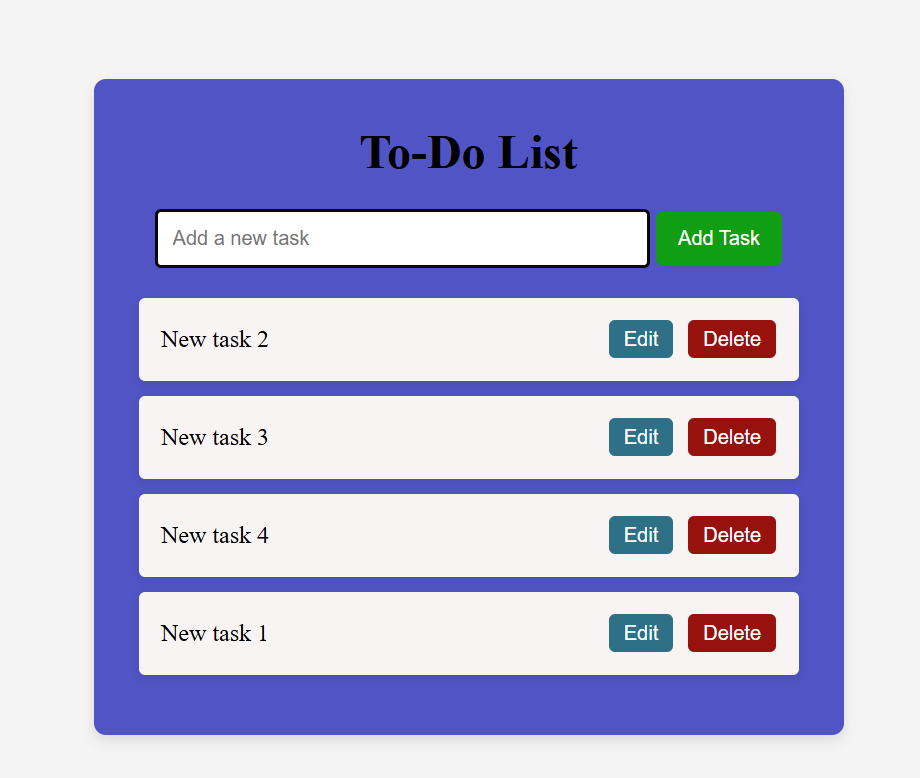 To-Do List
Add a new task Add Task
New task 2 Edit Delete
New task 3 Edit Delete
New task 4 Edit Delete
New task 1 Edit Delete